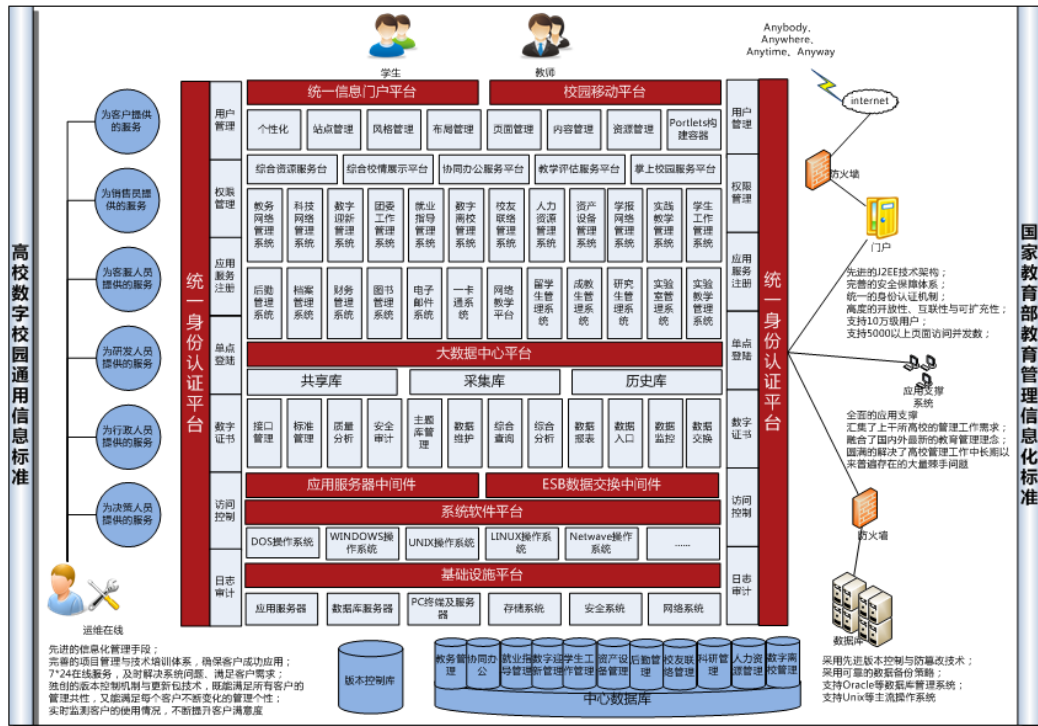 Anybody、
Anywhere、
Anytime、Anyway
学生
教师
internet
防火墙
门户
高校数字校园通用信息标准
国家教育部教育管理信息化标准
为客户提供
的服务
为销售员提
供的服务
为客服人员
提供的服务
为研发人员
提供的服务
为行政人员
提供的服务
为决策人员
提供的服务
运维在线
统一身份认证平台
用户
管理
权限
管理
应用
服务
注册
单点
登陆
数字
证书
访问
控制
日志
审计
统一信息门户平台
校园移动平台
个性化
站点管理
风格管理
布局管理
页面管理
内容管理
资源管理
Portlets构
建容器
综合资源服务台
综合校情展示平台
协同办公服务平台
教学评估服务平台
掌上校园服务平台
教务
网络
管理
系统
科技
网络
管理
系统
数字
迎新
管理
系统
团委
工作
管理
系统
就业
指导
管理
系统
数字
离校
管理
系统
校友
联络
管理
系统
人力
资源
管理
系统
资产
设备
管理
系统
学报
网络
管理
系统
实践
教学
管理
系统
学生
工作
管理
系统
后勤
管理
系统
档案
管理
系统
财务
管理
系统
图书
管理
系统
电子
邮件
系统
一卡
通系
统
网络
教学
平台
留学
生管
理系
统
成教
生管
理系
统
研究
生管
理系
统
实验
室管
理系
统
实验
教学
管理
系统
大数据中心平台
共享库
采集库
历史库
接口
管理
标准
管理
质量
分析
安全
审计
主题
库管
理
数据
维护
综合
查询
综合
分析
数据
报表
数据
入口
数据
监控
数据
交换
应用服务器中间件
ESB数据交换中间件
系统软件平台
DOS操作系统
WINDOWS操
作系统
UNIX操作系统
LINUX操作系统
Netwave操作
系统
......
基础设施平台
应用服务器
数据库服务器
PC终端及服务
器
存储系统
安全系统
网络系统
用户
管理
权限
管理
应用
服务
注册
单点
登陆
数字
证书
访问
控制
日志
审计
统一身份认证平台
先进的J2EE技术架构；
完善的安全保障体系；
统一的身份认证机制；
高度的开放性、互联性与可扩充性；
支持10万级用户；
支持5000以上页面访问并发数；
应用支撑
系统
全面的应用支撑
汇集了上千所高校的管理工作需求；
融合了国内外最新的教育管理理念；
圆满的解决了高校管理工作中长期以
来普遍存在的大量棘手问题
防火墙
数据库
采用先进版本控制与防篡改技术；
采用可靠的数据备份策略；
支持Oracle等数据库管理系统；
支持Unix等主流操作系统
先进的信息化管理手段；
完善的项目管理与技术培训体系，确保客户成功应用；
7*24在线服务，及时解决系统问题、满足客户需求；
独创的版本控制机制与更新包技术，既能满足所有客户的
管理共性，又能满足每个客户不断变化的管理个性；
实时监测客户的使用情况，不断提升客户满意度
版本控制库
教务管
理
协同办
公
就业指
导管理
数字迎
新管理
学生工
作管理
资产设
备管理
后勤管
理
校友联
络管理
科研管
理
人力资
源管理
数字离
校管理
中心数据库